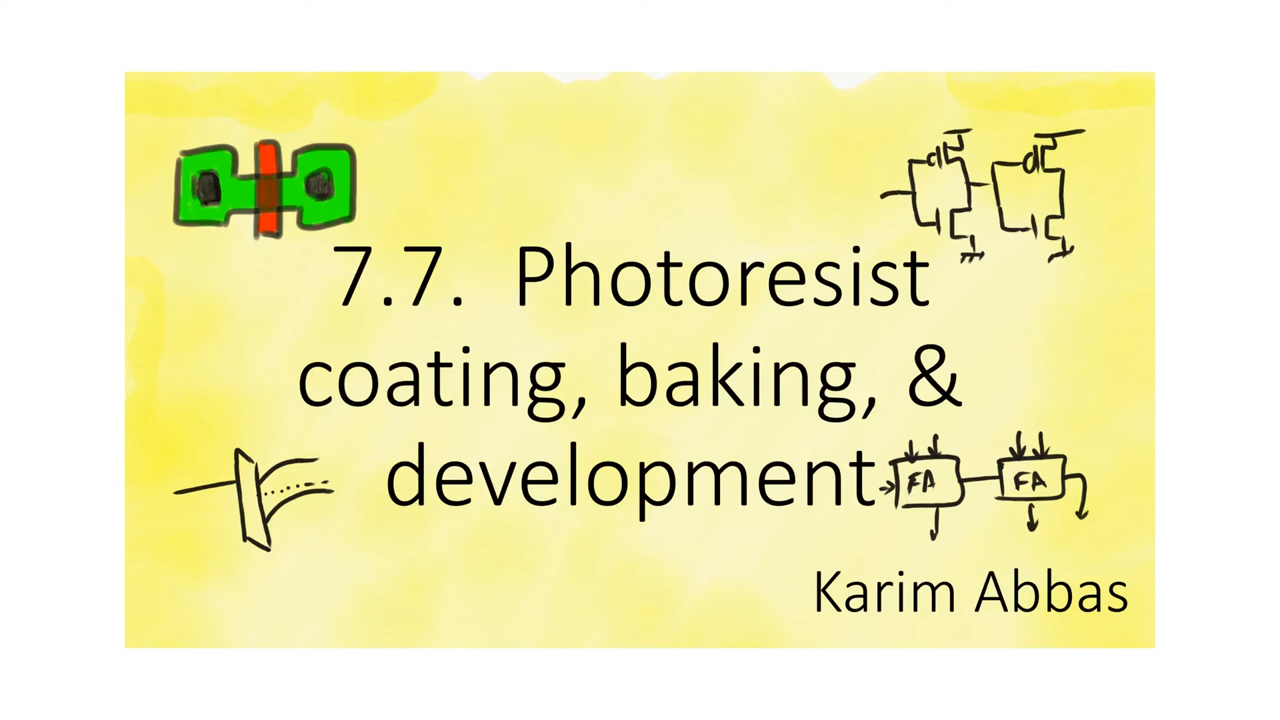 7.7. Photoresist
coating, baking, &
development
FA
FA
Karim Abbas